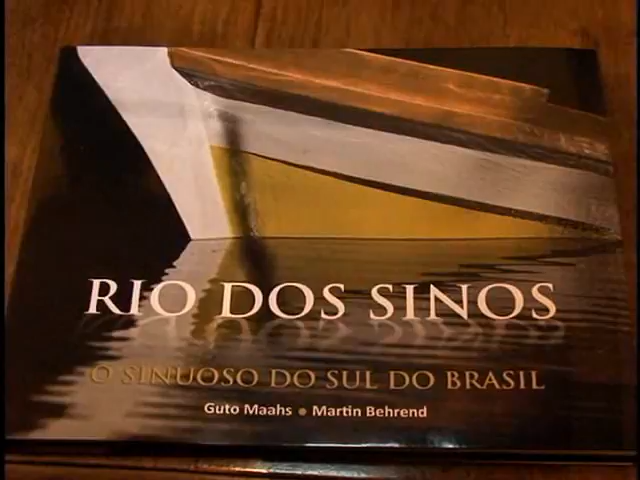 RIO DOS SINOS
O SINUOSO DO SUL DO BRASIL
Guto Maahs • Martin Behrend